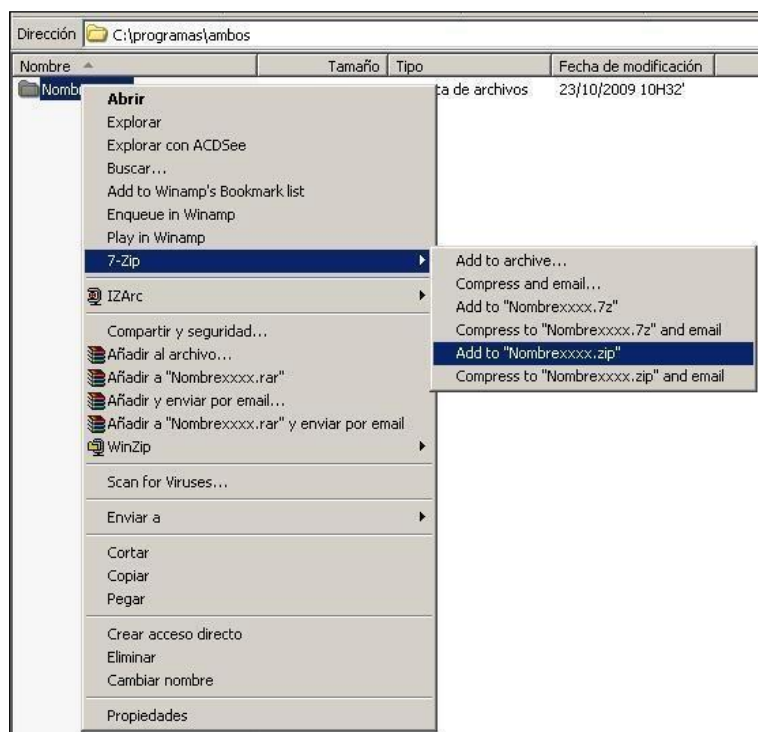 Dirección C:\programas\ambos
Nombre Tamaño Tipo Fecha de modificación
Nomb ta de archivos 23/10/2009 10H32'
Abrir
Explorar
Explorar con ACDSee
Buscar...
Add to Winamp's Bookmark list
Enqueue in Winamp
Play in Winamp
7-Zip
IZArc
Compartir y seguridad...
Añadir al archivo...
Añadir a "Nombrexxxx.rar"
Añadir y enviar por email...
Añadir a "Nombrexxxx.rar" y enviar por email
WinZip
Scan for Viruses...
Enviar a
Cortar
Copiar
Pegar
Crear acceso directo
Eliminar
Cambiar nombre
Propiedades
Add to archive...
Compress and email...
Add to "Nombrexxxx.7z"
Compress to "Nombrexxxx.7z" and email
Add to "Nombrexxxx.zip"
Compress to "Nombrexxxx.zip" and email